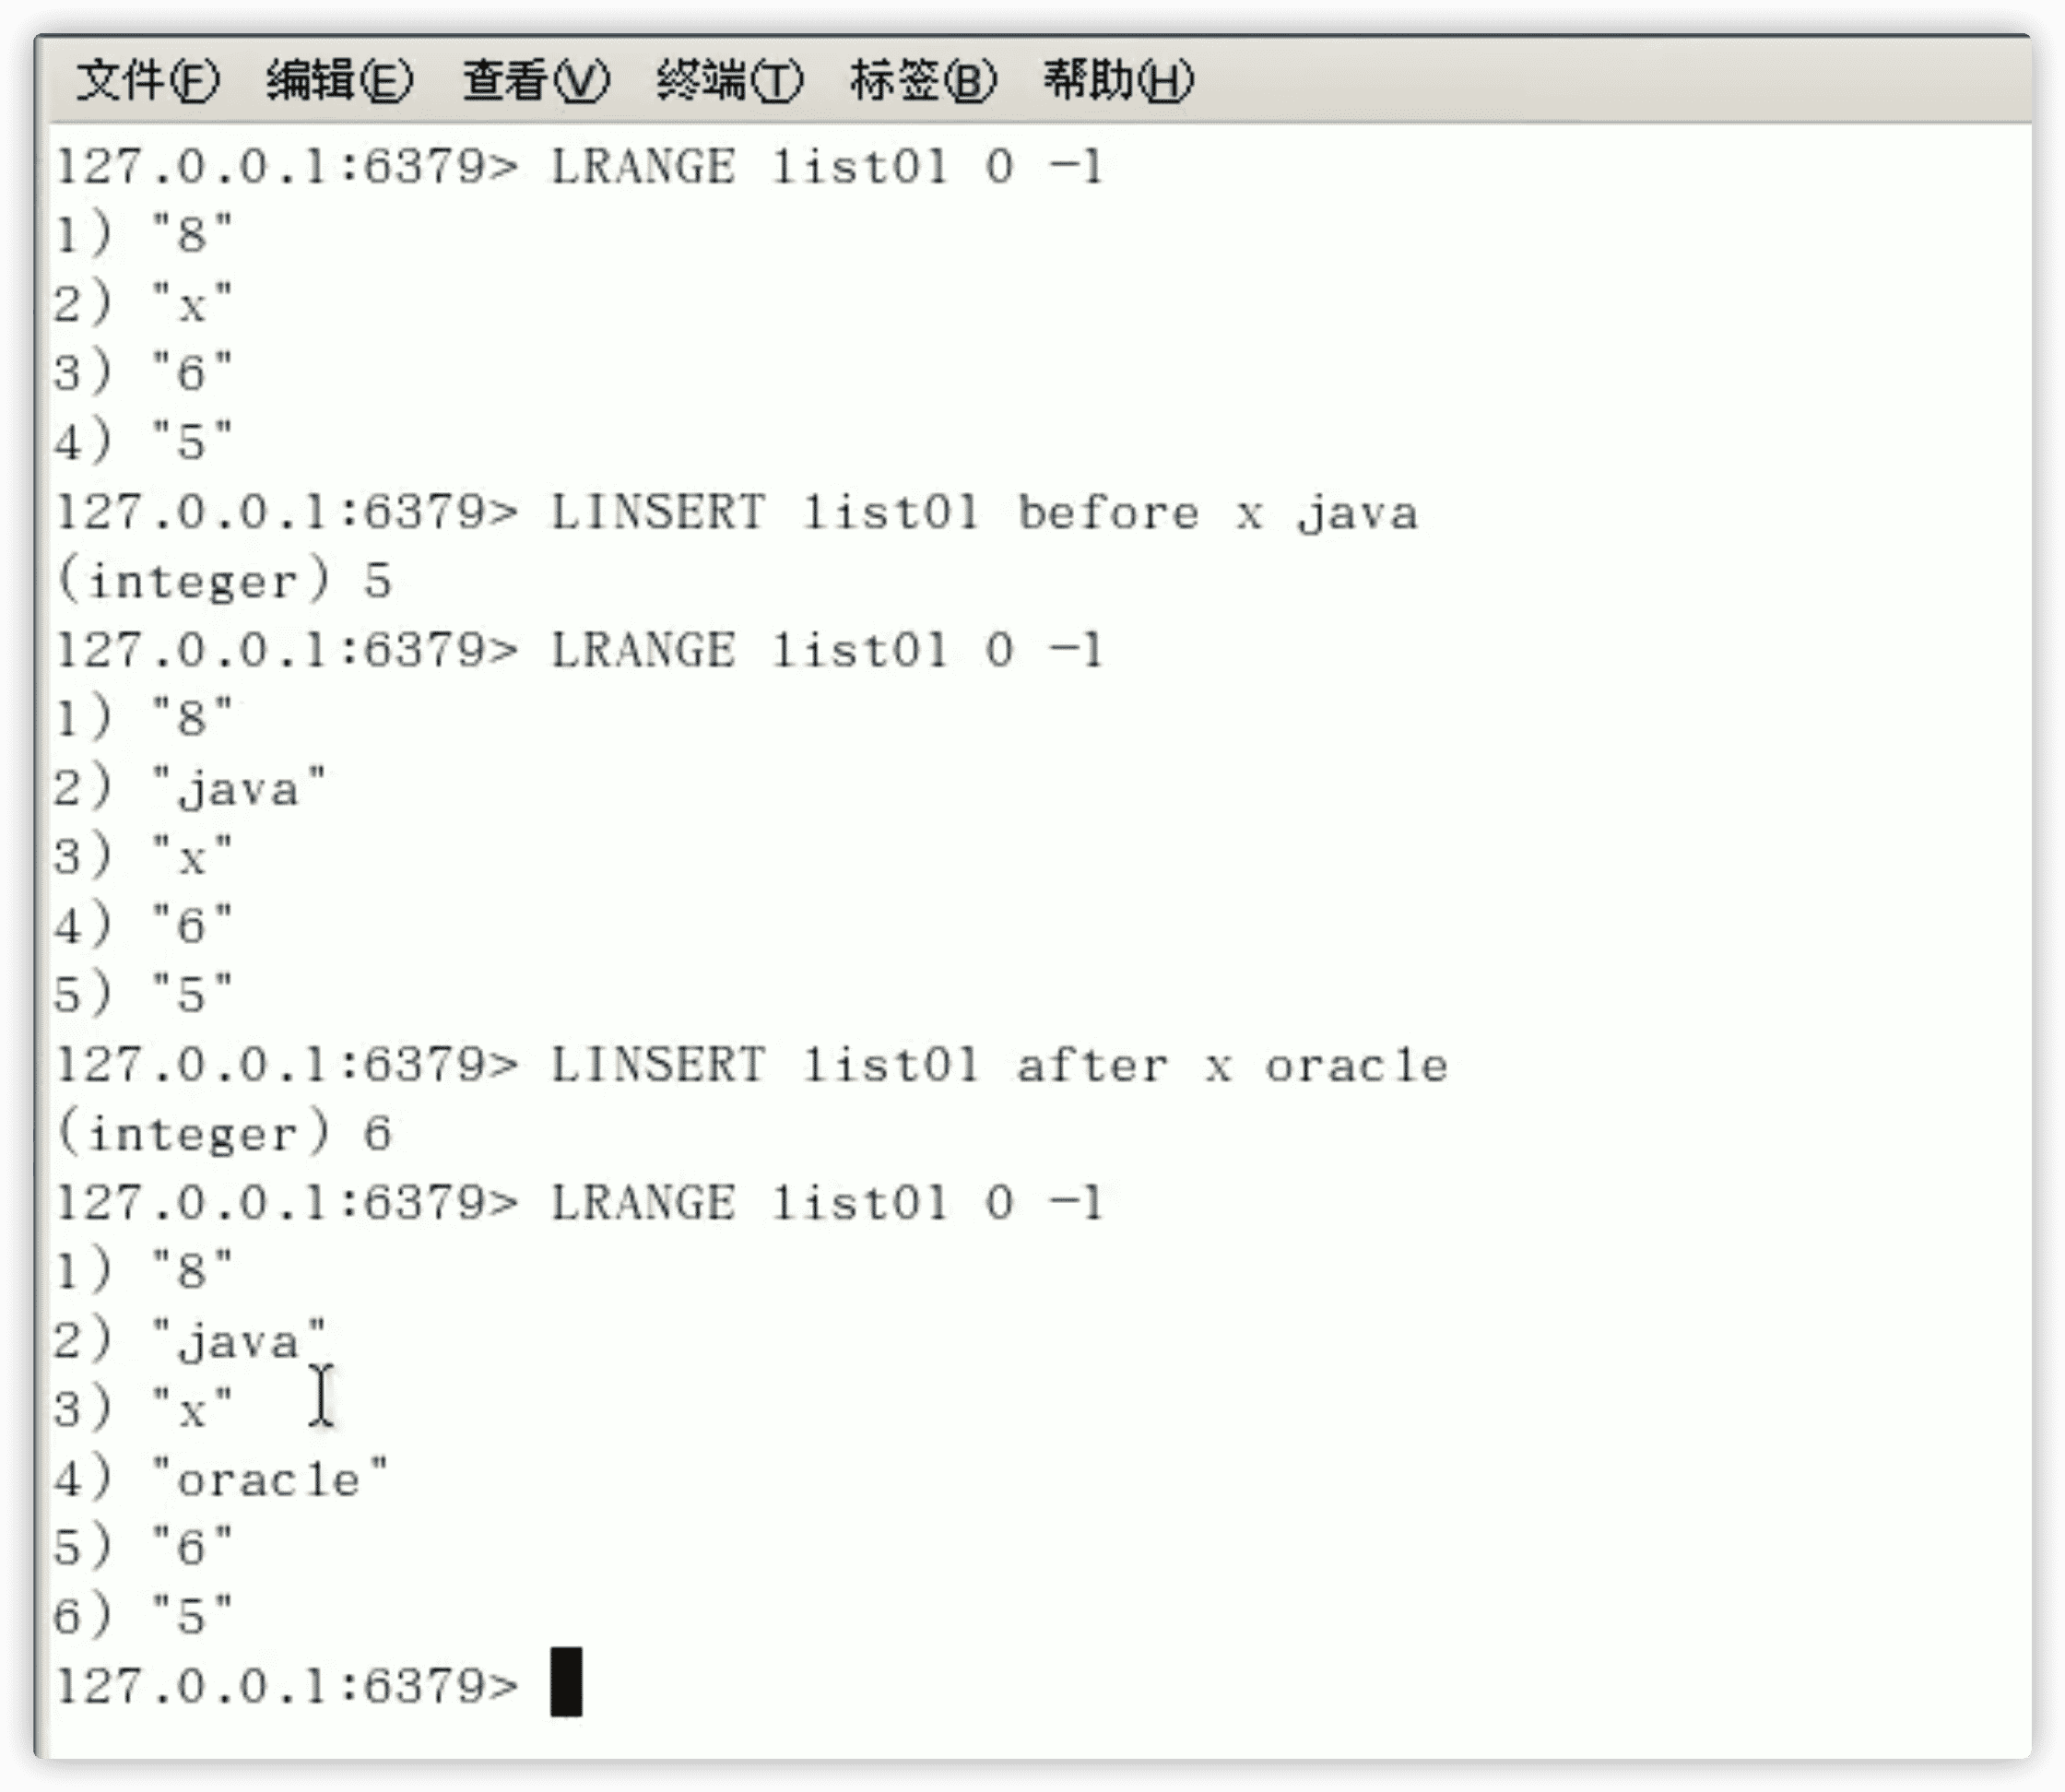 文件(F) 编辑(E) 查看(V) 终端(T) 标签(B) 帮助(H)
127.0.0.1:6379> LRANGE list01 0 -1
1) "8"
2) "x"
3) "6"
4) "5"
127.0.0.1:6379> LINSERT list01 before x java
(integer) 5
127.0.0.1:6379> LRANGE list01 0 -1
1) "8"
2) "java"
3) "x"
4) "6"
5) "5"
127.0.0.1:6379> LINSERT list01 after x oracle
(integer) 6
127.0.0.1:6379> LRANGE list01 0 -1
1) "8"
2) "java"
3) "x"
4) "oracle"
5) "6"
6) "5"
127.0.0.1:6379>